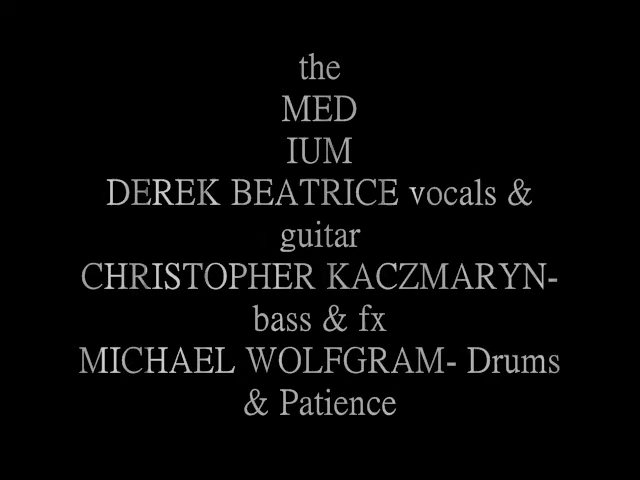 the
MED
IUM
DEREK BEATRICE vocals &
guitar
CHRISTOPHER KACZMARYN-
bass & fx
MICHAEL WOLFGRAM- Drums
& Patience